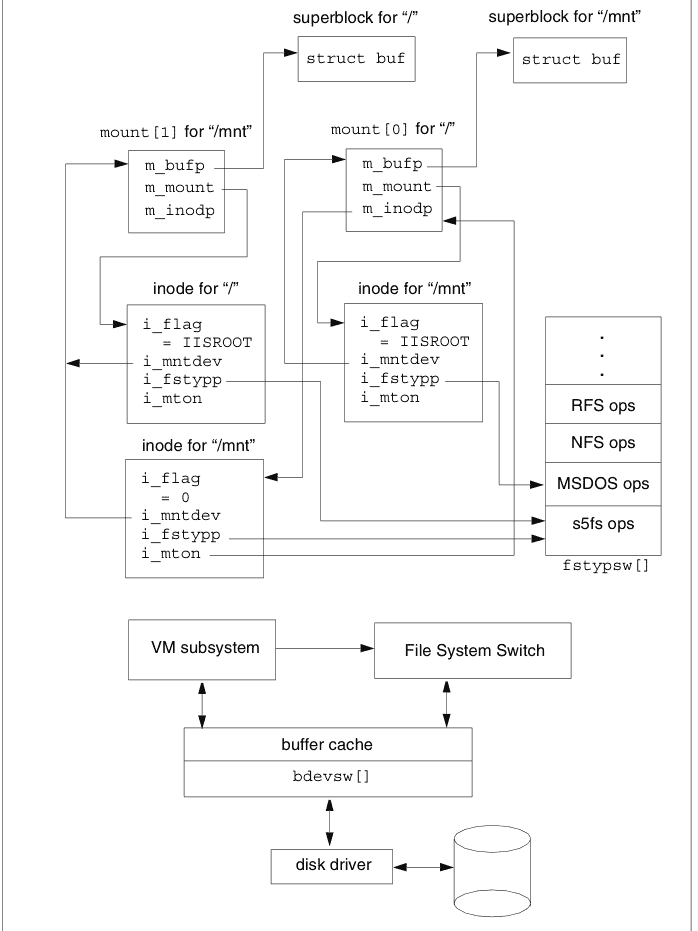 superblock for “/”
superblock for “/mnt”
struct buf
struct buf
mount[1] for “/mnt”
mount[0] for “/”
m_bufp
m_mount
m_inodp
m_bufp
m_mount
m_inodp
inode for “/”
inode for “/mnt”
i_flag
= IISROOT
i_mntdev
i_fstypp
i_mton
i_flag
= IISROOT
i_mntdev
i_fstypp
i_mton
.
.
.
RFS ops
NFS ops
MSDOS ops
s5fs ops
fstypsw[]
inode for “/mnt”
i_flag
= 0
i_mntdev
i_fstypp
i_mton
VM subsystem
File System Switch
buffer cache
bdevsw[]
disk driver